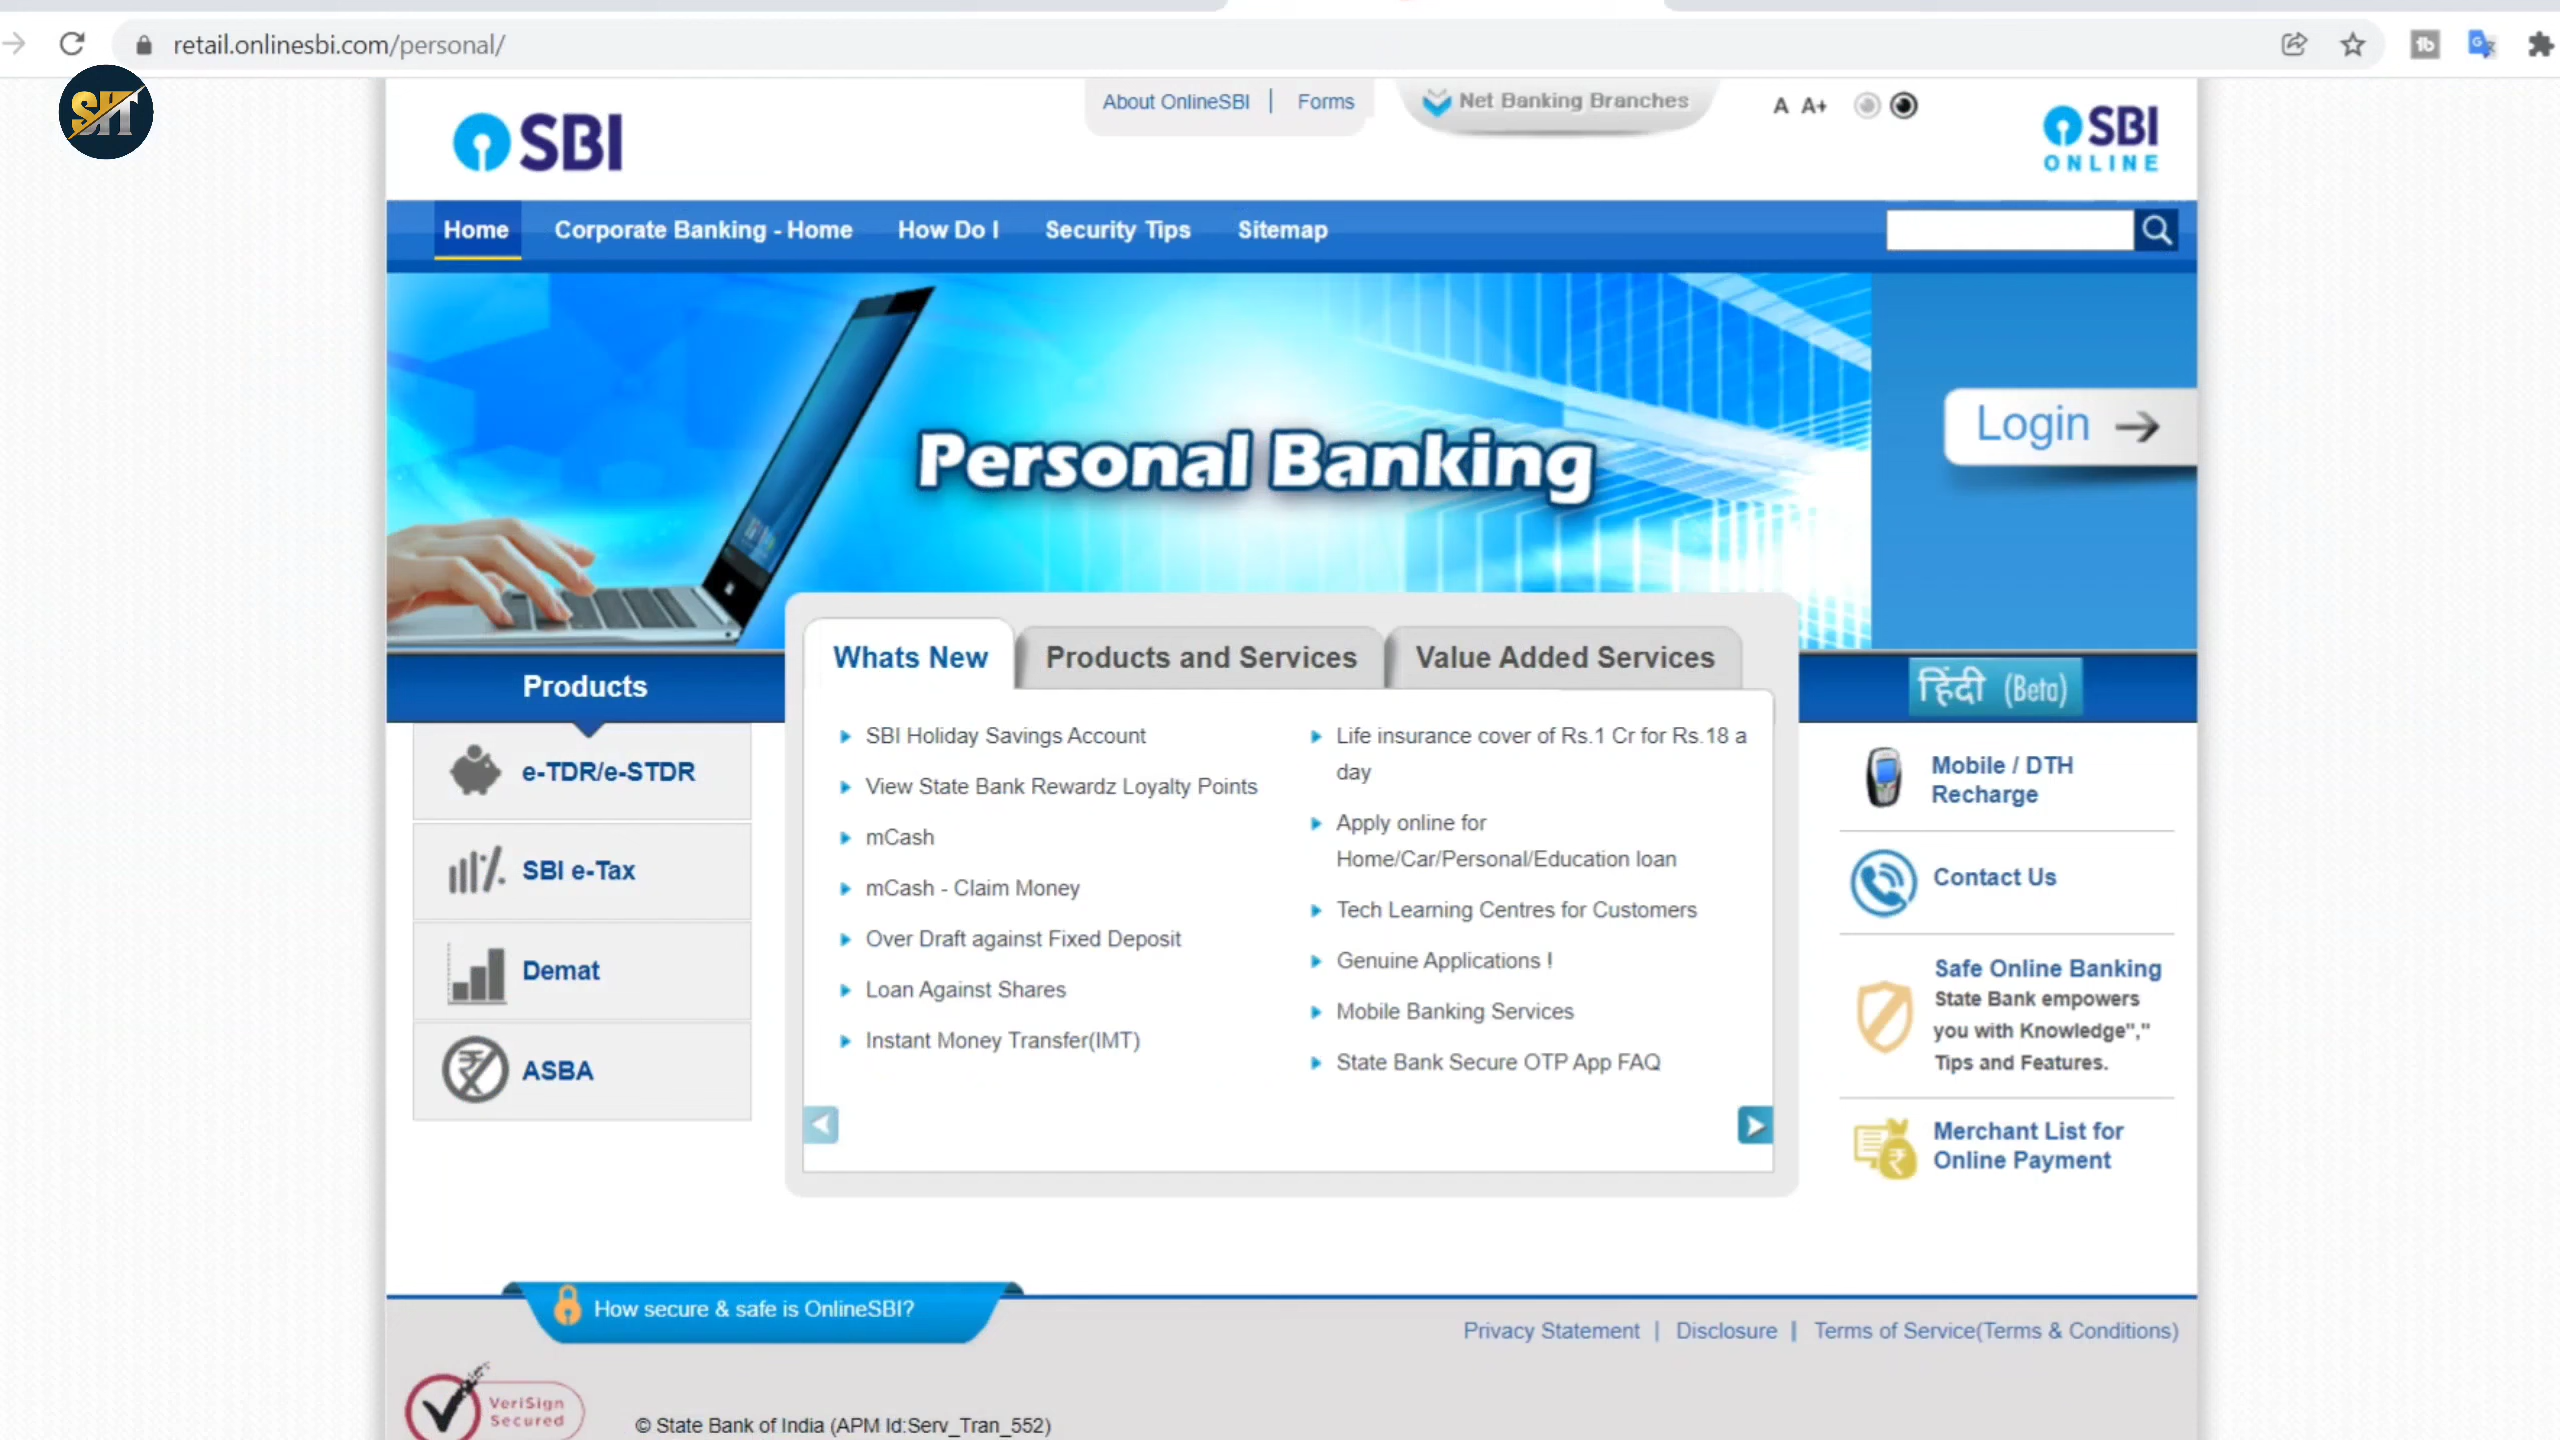 retail.onlinesbi.com/personal/
SHT
About OnlineSBI | Forms
Net Banking Branches
A A+
SBI
SBI
ONLINE
Home
Corporate Banking - Home
How Do I
Security Tips
Sitemap
Personal Banking
Login
Whats New
Products and Services
Value Added Services
Products
हिंदी (Beta)
e-TDR/e-STDR
SBI e-Tax
Demat
ASBA
SBI Holiday Savings Account
View State Bank Rewardz Loyalty Points
mCash
mCash - Claim Money
Over Draft against Fixed Deposit
Loan Against Shares
Instant Money Transfer(IMT)
Life insurance cover of Rs.1 Cr for Rs.18 a
day
Apply online for
Home/Car/Personal/Education loan
Tech Learning Centres for Customers
Genuine Applications !
Mobile Banking Services
State Bank Secure OTP App FAQ
Mobile / DTH
Recharge
Contact Us
Safe Online Banking
State Bank empowers
you with Knowledge","
Tips and Features.
Merchant List for
Online Payment
How secure & safe is OnlineSBI?
Privacy Statement | Disclosure | Terms of Service(Terms & Conditions)
VeriSign
Secured
© State Bank of India (APM Id:Serv_Tran_552)